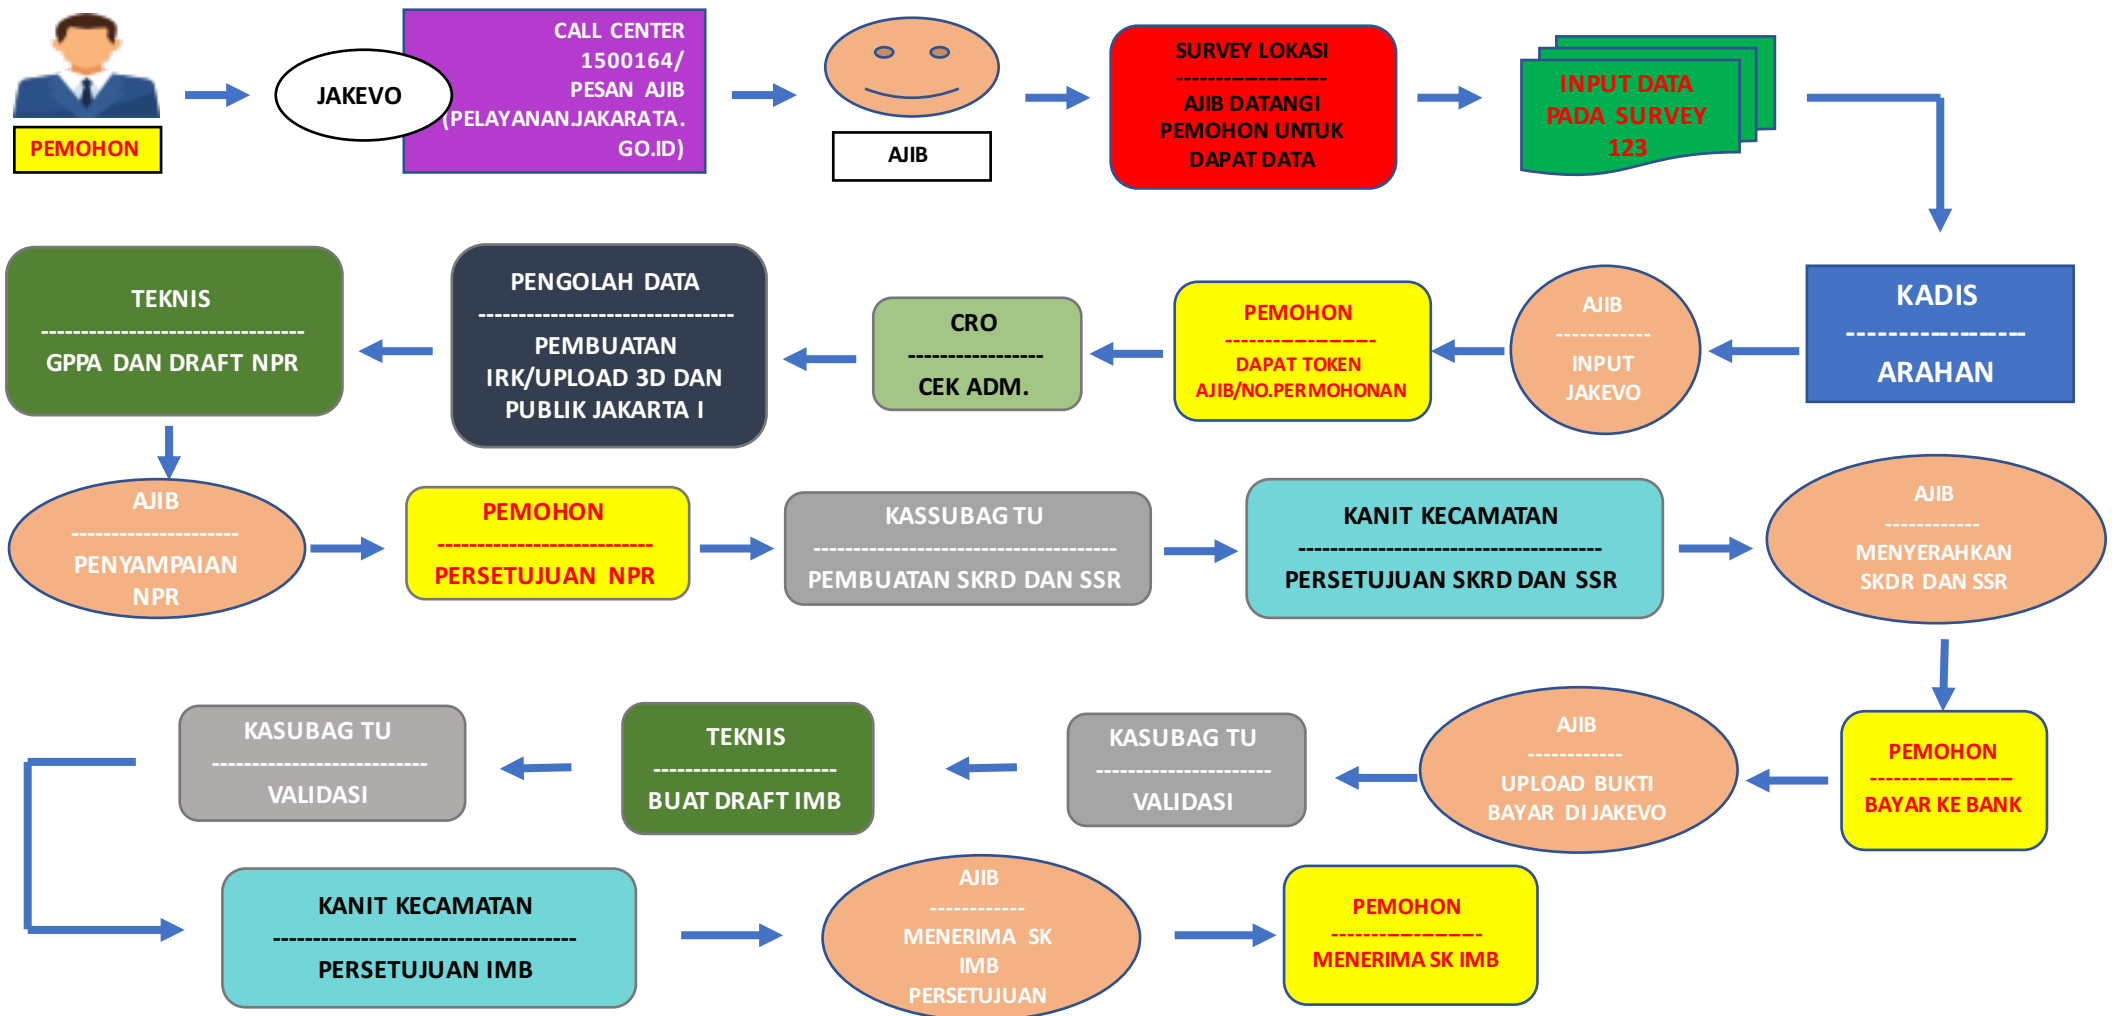 PEMOHON
JAKEVO
CALL CENTER
1500164/
PESAN AJIB
(PELAYANAN.JAKARATA.
GO.ID)
AJIB
SURVEY LOKASI
-------------------
AJIB DATANGI
PEMOHON UNTUK
DAPAT DATA
INPUT DATA
PADA SURVEY
123
KADIS
------------------
ARAHAN
AJIB
------------
INPUT
JAKEVO
PEMOHON
-------------------
DAPAT TOKEN
AJIB/NO.PERMOHONAN
CRO
-----------------
CEK ADM.
PENGOLAH DATA
--------------------------------
PEMBUATAN
IRK/UPLOAD 3D DAN
PUBLIK JAKARTA I
TEKNIS
---------------------------------
GPPA DAN DRAFT NPR
AJIB
---------------------
PENYAMPAIAN
NPR
PEMOHON
---------------------------
PERSETUJUAN NPR
KASSUBAG TU
--------------------------------------
PEMBUATAN SKRD DAN SSR
KANIT KECAMATAN
--------------------------------------
PERSETUJUAN SKRD DAN SSR
AJIB
------------
MENYERAHKAN
SKDR DAN SSR
PEMOHON
------------------
BAYAR KE BANK
AJIB
------------
UPLOAD BUKTI
BAYAR DI JAKEVO
KASUBAG TU
----------------------
VALIDASI
TEKNIS
-----------------------
BUAT DRAFT IMB
KASUBAG TU
---------------------------
VALIDASI
KANIT KECAMATAN
--------------------------------------
PERSETUJUAN IMB
AJIB
------------
MENERIMA SK
IMB
PERSETUJUAN
PEMOHON
-------------------
MENERIMA SK IMB